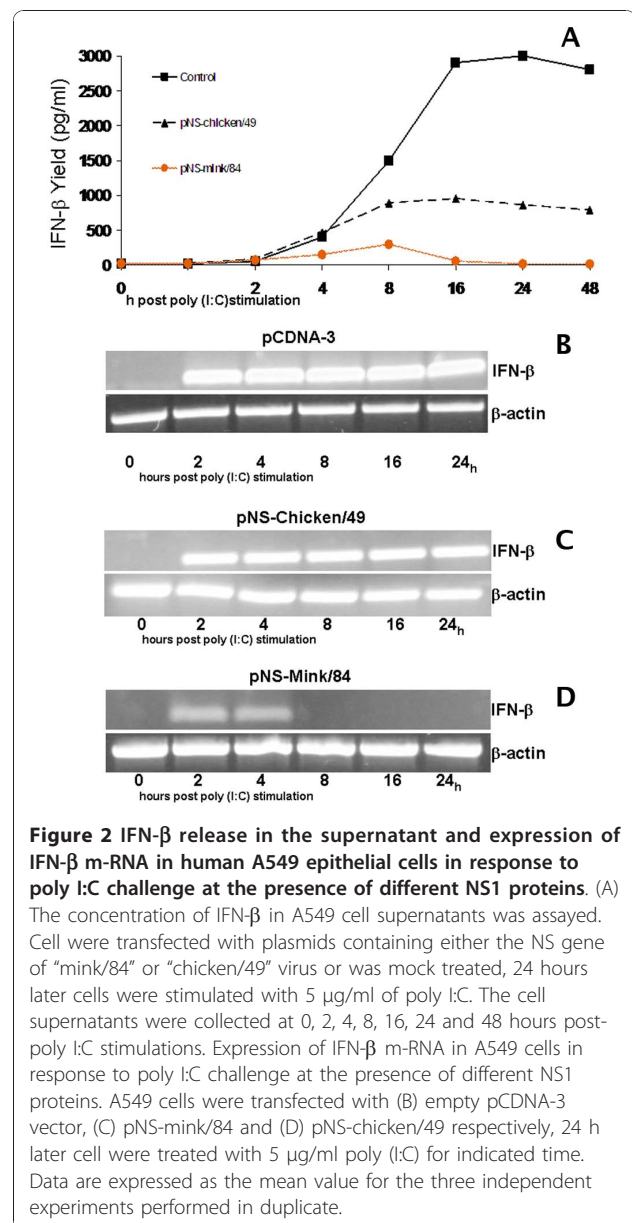 A
3000
2500
2000
1500
1000
500
0
IFN-β Yield (pg/ml)
Control
pNS-chicken/49
pNS-mink/84
0 2 4 8 16 24 48
h post poly (I:C)stimulation
pCDNA-3
B
IFN-β
β-actin
0 2 4 8 16 24h
hours post poly (I:C) stimulation
pNS-Chicken/49
C
IFN-β
β-actin
0 2 4 8 16 24h
hours post poly (I:C) stimulation
pNS-Mink/84
D
IFN-β
β-actin
0 2 4 8 16 24h
hours post poly (I:C) stimulation
Figure 2 IFN-β release in the supernatant and expression of
IFN-β m-RNA in human A549 epithelial cells in response to
poly I:C challenge at the presence of different NS1 proteins. (A)
The concentration of IFN-β in A549 cell supernatants was assayed.
Cell were transfected with plasmids containing either the NS gene
of "mink/84" or "chicken/49" virus or was mock treated, 24 hours
later cells were stimulated with 5 μg/ml of poly I:C. The cell
supernatants were collected at 0, 2, 4, 8, 16, 24 and 48 hours post-
poly I:C stimulations. Expression of IFN-β m-RNA in A549 cells in
response to poly I:C challenge at the presence of different NS1
proteins. A549 cells were transfected with (B) empty pCDNA-3
vector, (C) pNS-mink/84 and (D) pNS-chicken/49 respectively, 24 h
later cell were treated with 5 μg/ml poly (I:C) for indicated time.
Data are expressed as the mean value for the three independent
experiments performed in duplicate.